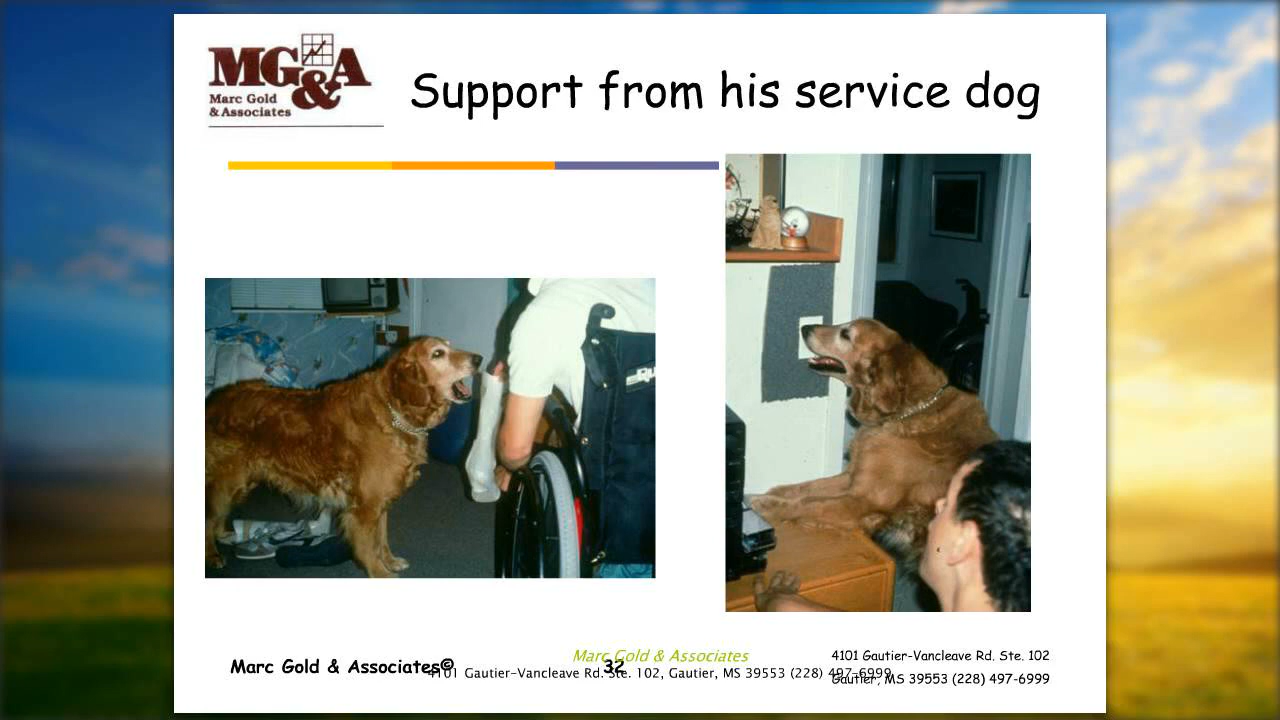 MG&A
Marc Gold
& Associates
Support from his service dog
Marc Gold & Associates©
Marc Gold & Associates
32
4101 Gautier-Vancleave Rd. Ste. 102, Gautier, MS 39553 (228) 497-6999
4101 Gautier-Vancleave Rd. Ste. 102
Gautier, MS 39553 (228) 497-6999